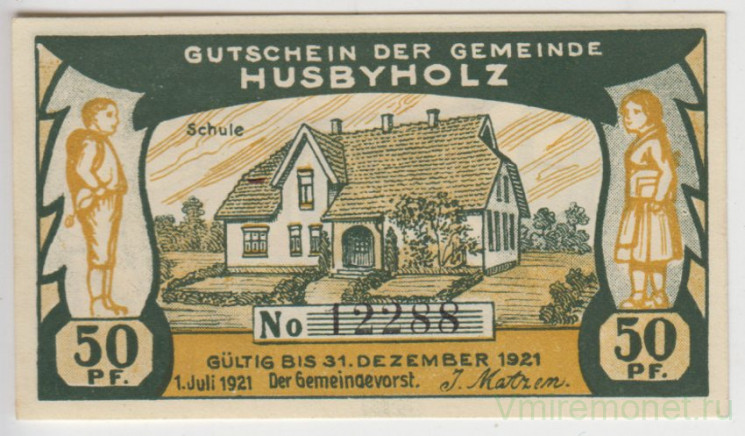 GUTSCHEIN DER GEMEINDE
HUSBYHOLZ
Schule
No 12288
50 PF.
50 PF.
GÜLTIG BIS 31. DEZEMBER 1921
1. Juli 1921 Der Gemeindevorst. J. Matzen.
Vmiremonet.ru